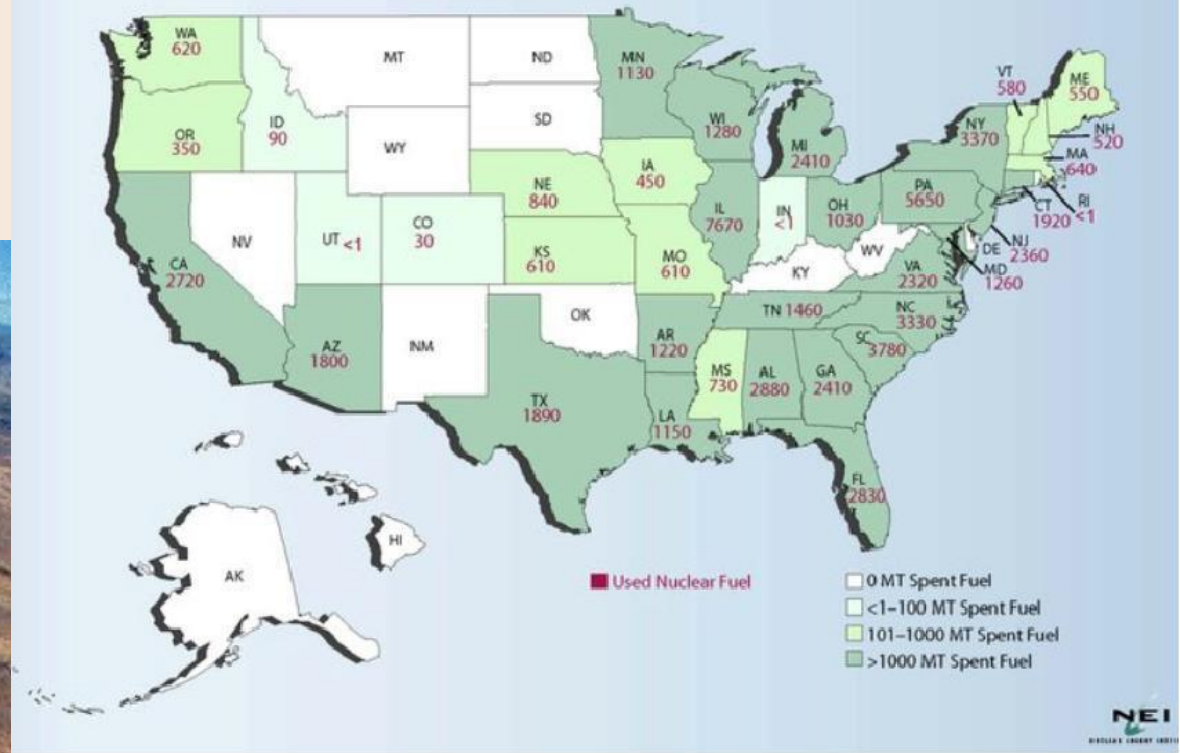 WA
620
MT
ND
MN
1130
VT
580
ME
550
OR
350
ID
90
SD
WI
1280
MI
2410
NY
3370
NH
520
WY
MA
640
IA
450
NE
840
PA
5650
IL
7670
IN
<1
OH
1030
RI
<1
CT
1920
NV
UT <1
CO
30
KS
610
MO
610
WV
DE
NJ
2360
MD
1260
CA
2720
KY
VA
2320
TN 1460
NC
3330
OK
AR
1220
SC
3780
AZ
1800
NM
MS
730
AL
2880
GA
2410
TX
1890
LA
1150
FL
2830
HI
AK
Used Nuclear Fuel
0 MT Spent Fuel
<1–100 MT Spent Fuel
101–1000 MT Spent Fuel
>1000 MT Spent Fuel
NEI